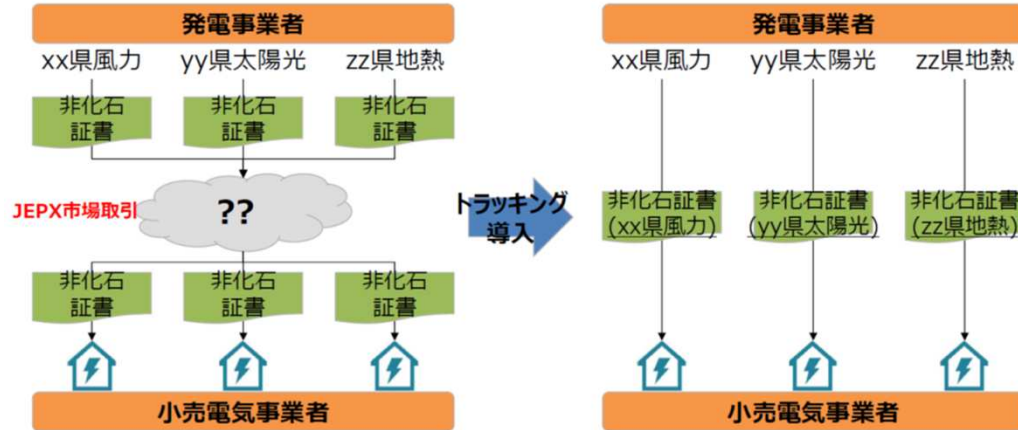 発電事業者
xx県風力 yy県太陽光 zz県地熱
非化石
証書
非化石
証書
非化石
証書
JEPX市場取引
??
非化石
証書
非化石
証書
非化石
証書
小売電気事業者
トラッキング
導入
発電事業者
xx県風力 yy県太陽光 zz県地熱
非化石証書
(xx県風力)
非化石証書
(yy県太陽光)
非化石証書
(zz県地熱)
小売電気事業者